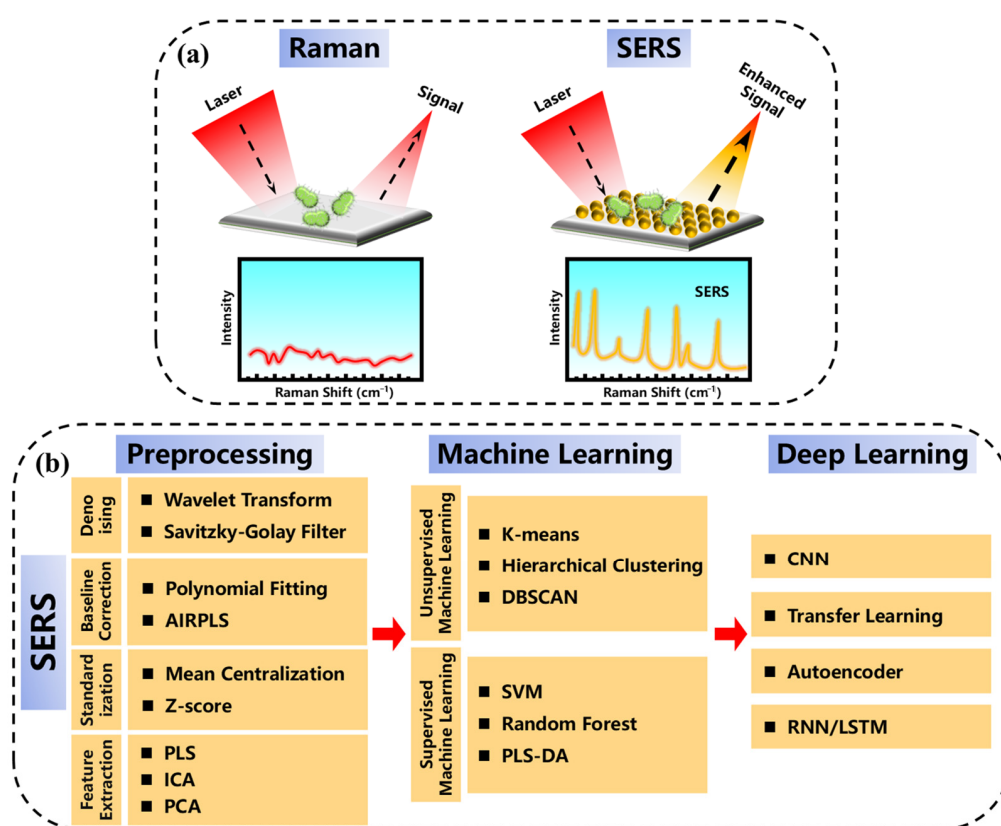 (a)
Raman
SERS
Laser
Signal
Laser
Enhanced
Signal
Intensity
Raman Shift (cm⁻¹)
Intensity
SERS
Raman Shift (cm⁻¹)
(b)
Preprocessing
Machine Learning
Deep Learning
SERS
Deno
ising
■ Wavelet Transform
■ Savitzky-Golay Filter
Baseline
Correction
■ Polynomial Fitting
■ AIRPLS
Standard
ization
■ Mean Centralization
■ Z-score
Feature
Extraction
■ PLS
■ ICA
■ PCA
Unsupervised
Machine Learning
■ K-means
■ Hierarchical Clustering
■ DBSCAN
Supervised
Machine Learning
■ SVM
■ Random Forest
■ PLS-DA
■ CNN
■ Transfer Learning
■ Autoencoder
■ RNN/LSTM